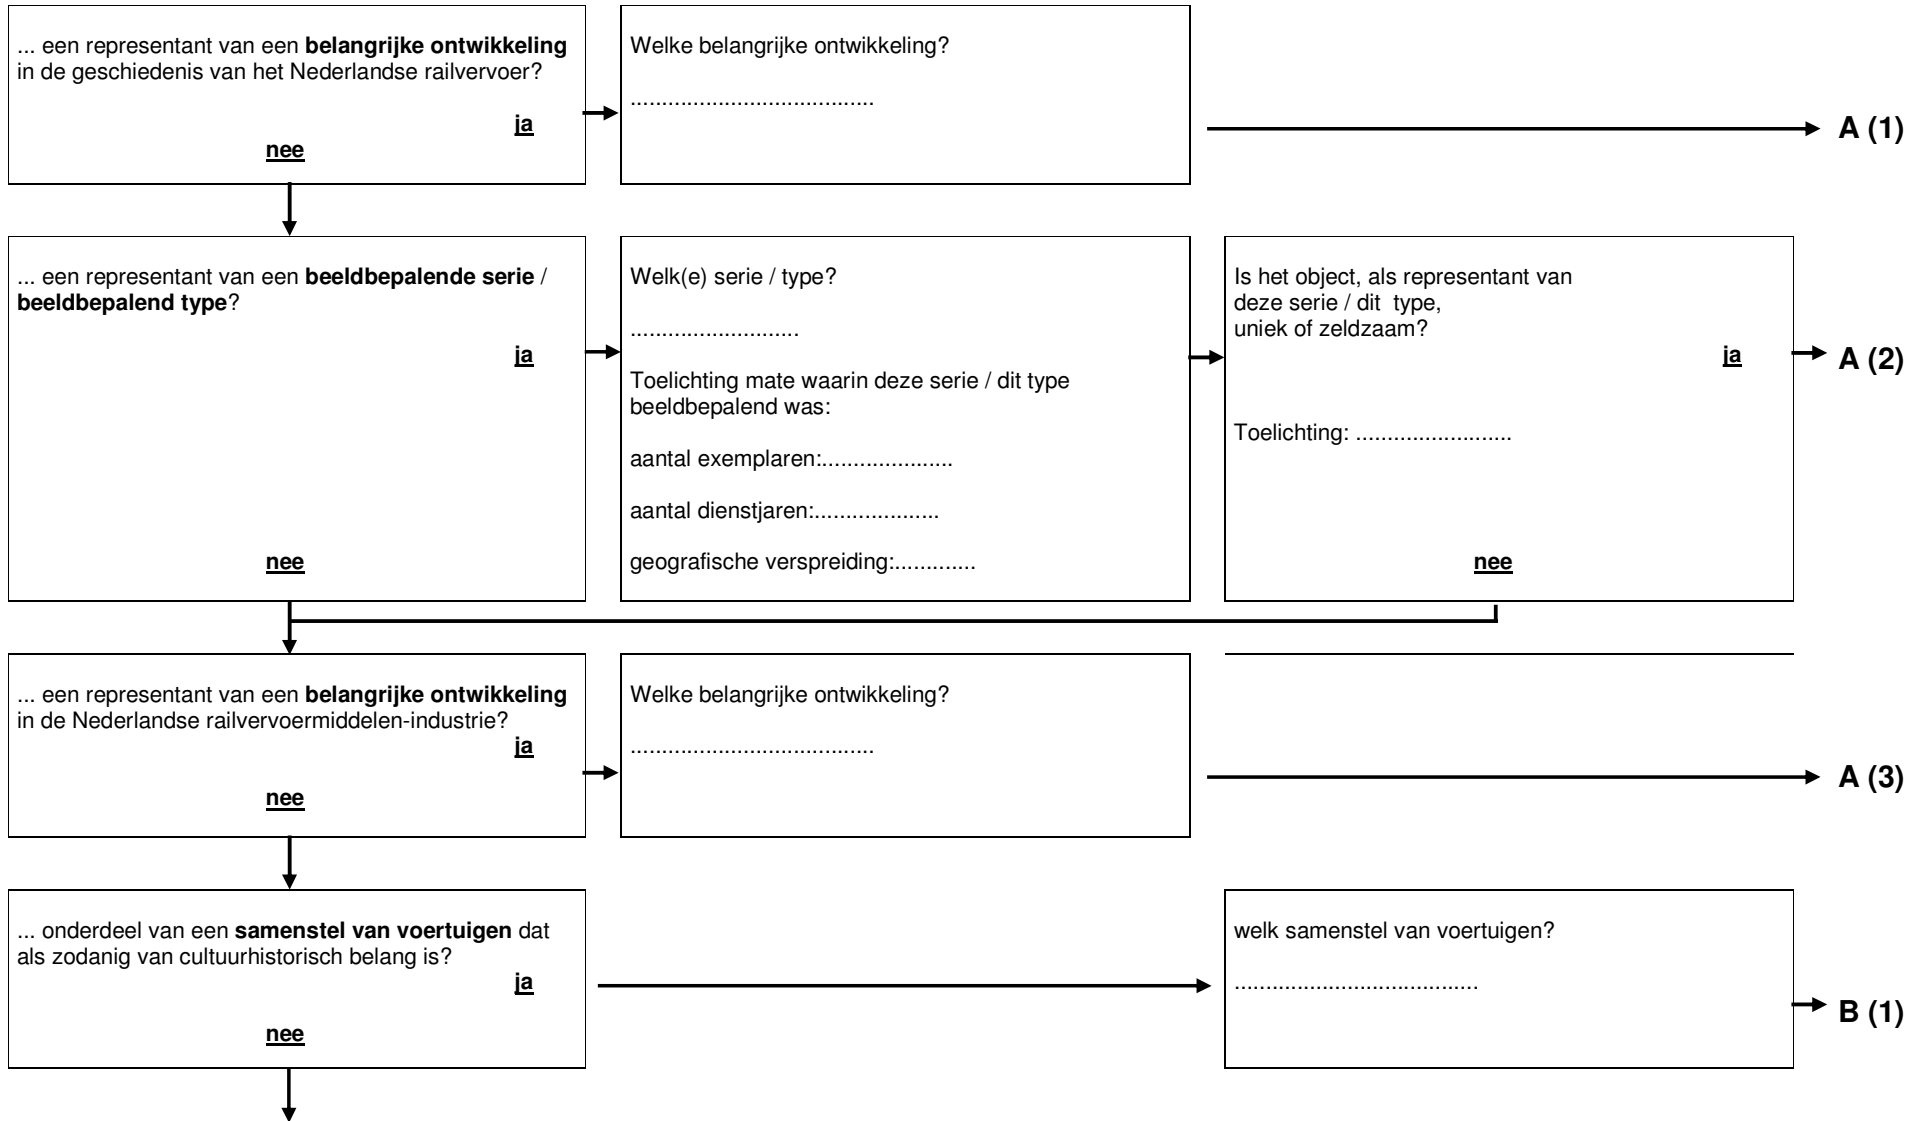 ... een representant van een belangrijke ontwikkeling
in de geschiedenis van het Nederlandse railvervoer?
ja
nee
Welke belangrijke ontwikkeling?
.......................................
A (1)
... een representant van een beeldbepalende serie /
beeldbepalend type?
ja
nee
Welk(e) serie / type?
...........................
Toelichting mate waarin deze serie / dit type
beeldbepalend was:
aantal exemplaren:.....................
aantal dienstjaren:....................
geografische verspreiding:.............
Is het object, als representant van
deze serie / dit type,
uniek of zeldzaam?
ja
Toelichting: .........................
nee
A (2)
... een representant van een belangrijke ontwikkeling
in de Nederlandse railvervoermiddelen-industrie?
ja
nee
Welke belangrijke ontwikkeling?
.......................................
A (3)
... onderdeel van een samenstel van voertuigen dat
als zodanig van cultuurhistorisch belang is?
ja
nee
welk samenstel van voertuigen?
.......................................
B (1)